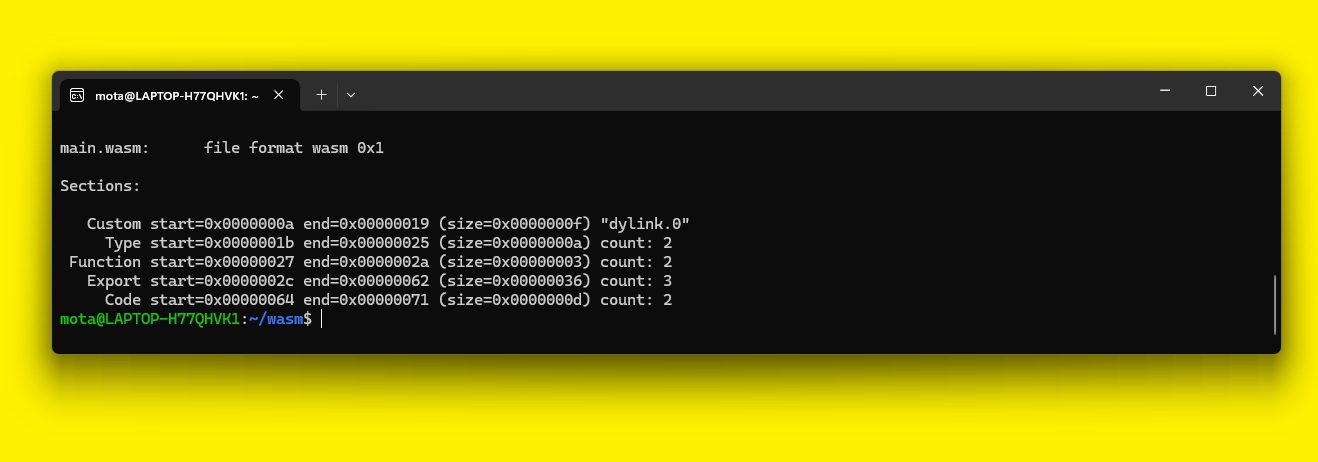 mota@LAPTOP-H77QHVK1: ~
main.wasm:      file format wasm 0x1
Sections:
   Custom start=0x0000000a end=0x00000019 (size=0x0000000f) "dylink.0"
     Type start=0x0000001b end=0x00000025 (size=0x0000000a) count: 2
 Function start=0x00000027 end=0x0000002a (size=0x00000003) count: 2
   Export start=0x0000002c end=0x00000062 (size=0x00000036) count: 3
     Code start=0x00000064 end=0x00000071 (size=0x0000000d) count: 2
mota@LAPTOP-H77QHVK1:~/wasm$